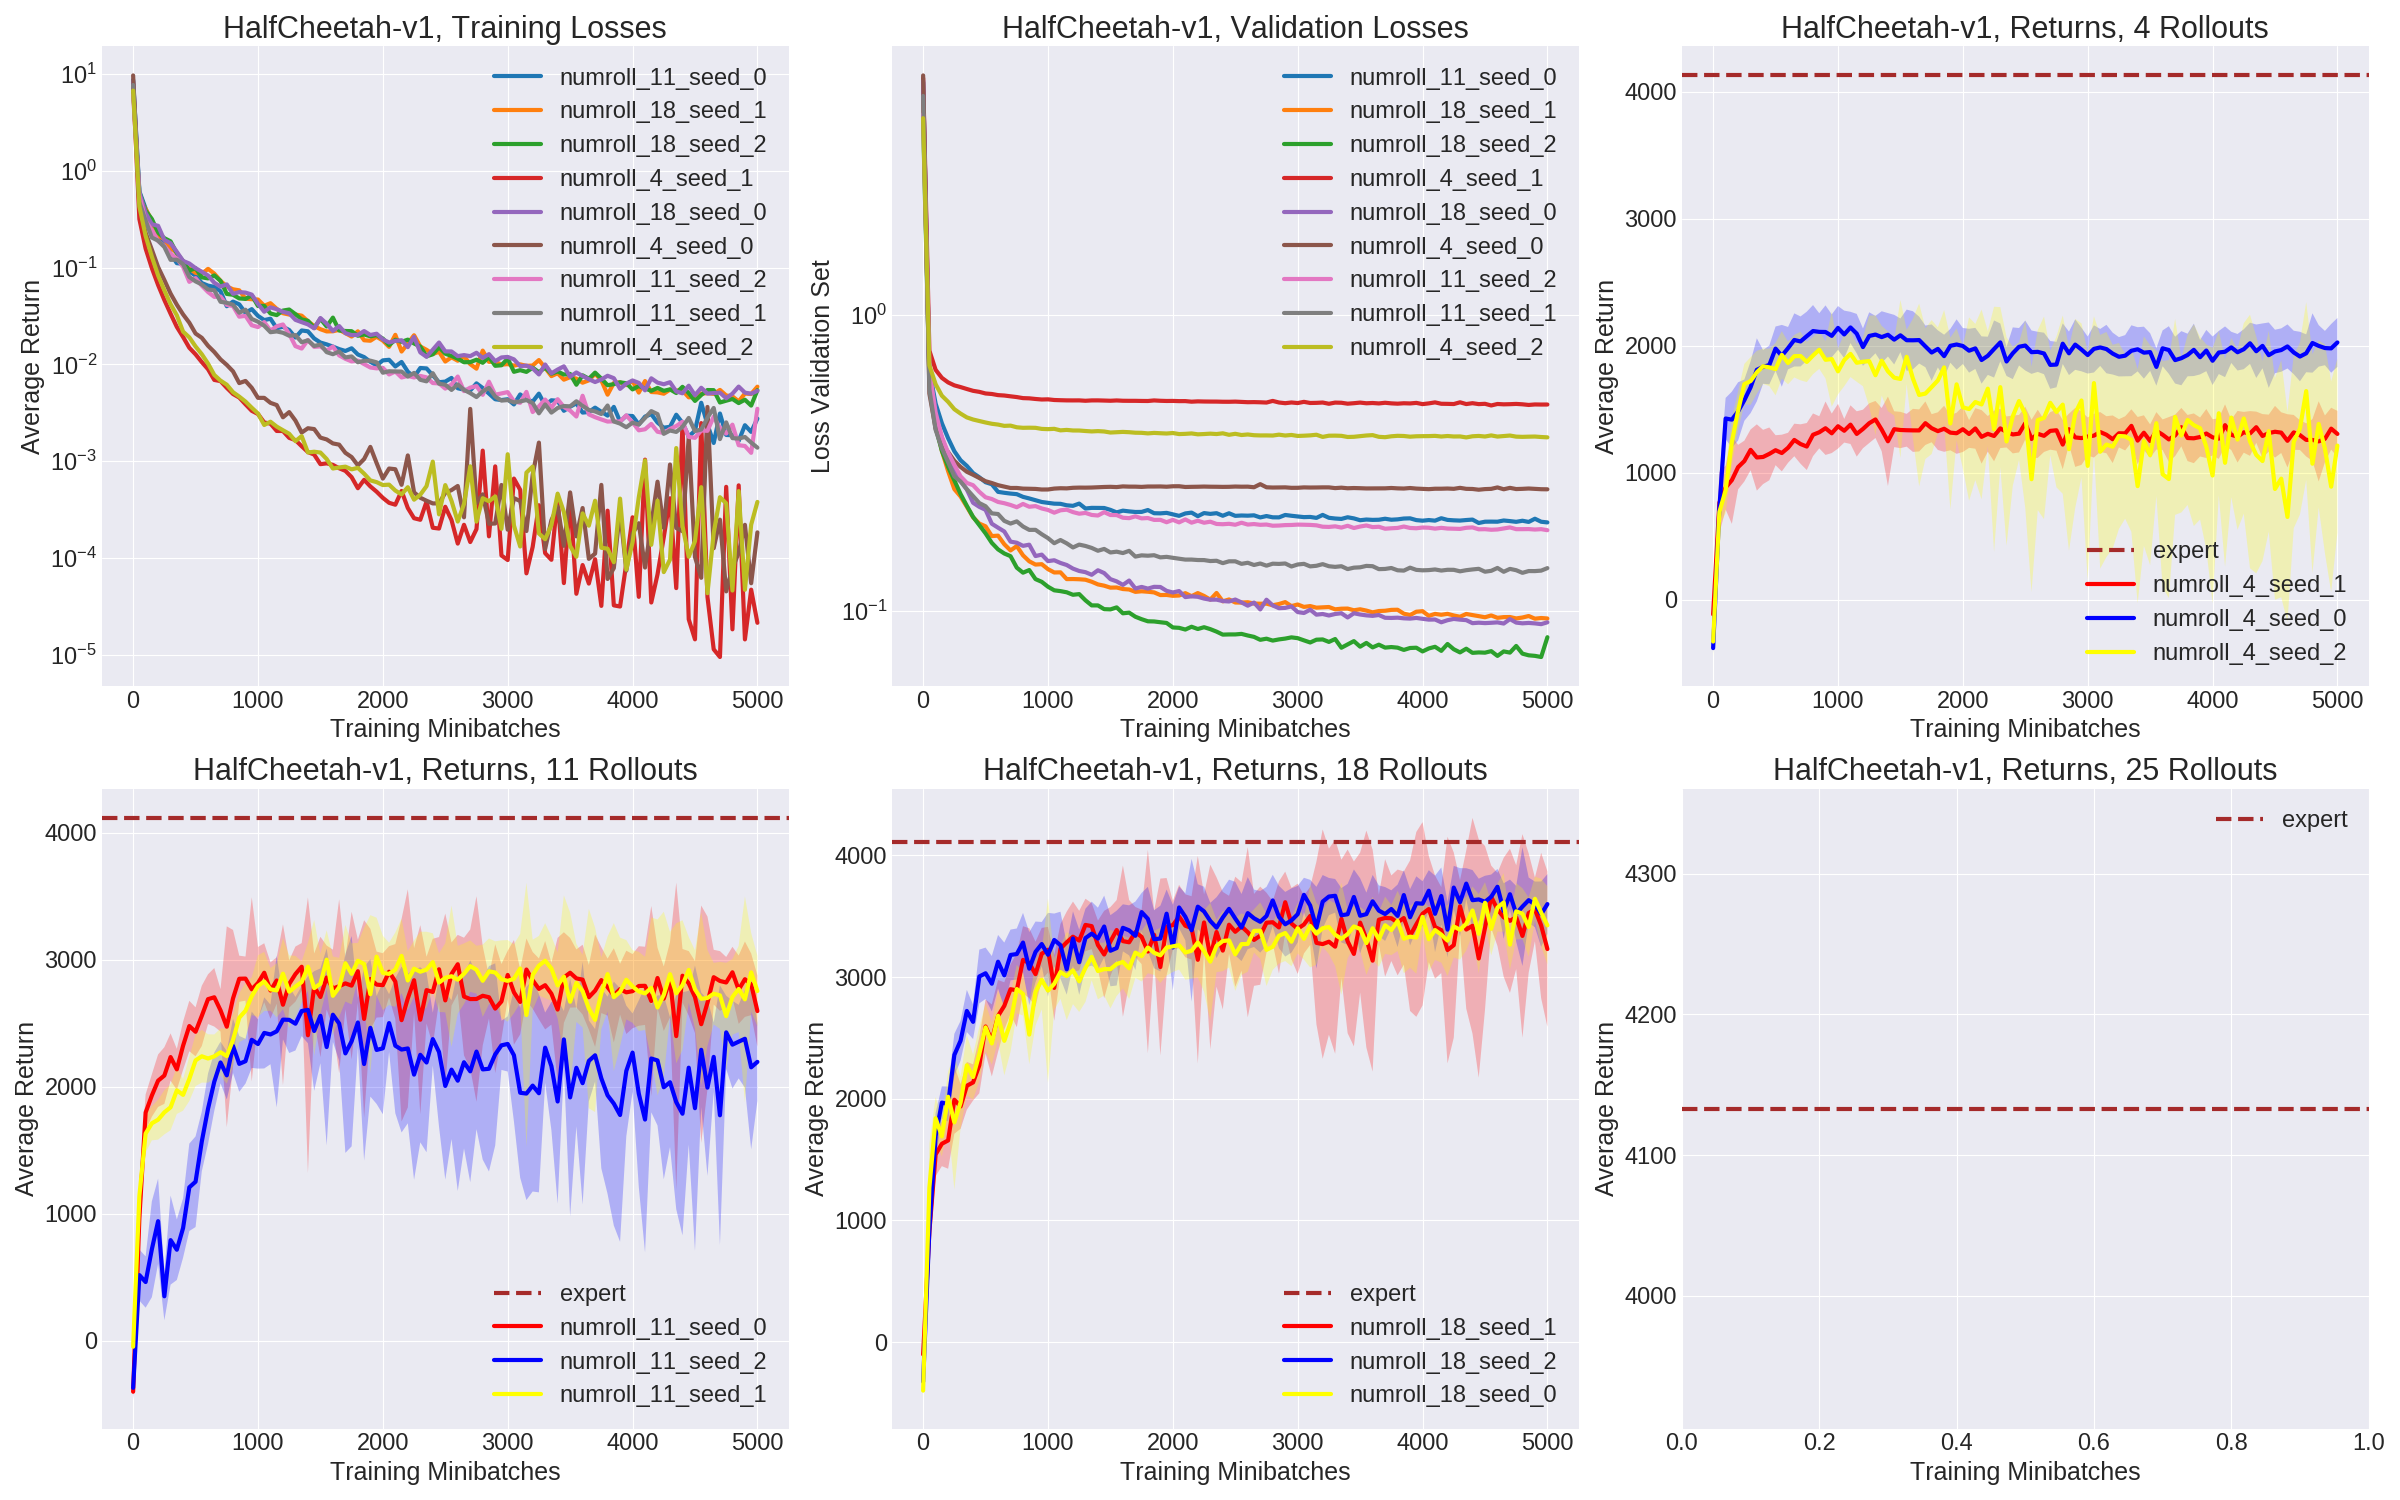 HalfCheetah-v1, Training Losses
Average Return
10¹
10⁰
10⁻¹
10⁻²
10⁻³
10⁻⁴
10⁻⁵
numroll_11_seed_0
numroll_18_seed_1
numroll_18_seed_2
numroll_4_seed_1
numroll_18_seed_0
numroll_4_seed_0
numroll_11_seed_2
numroll_11_seed_1
numroll_4_seed_2
0 1000 2000 3000 4000 5000
Training Minibatches
HalfCheetah-v1, Validation Losses
Loss Validation Set
10⁰
10⁻¹
numroll_11_seed_0
numroll_18_seed_1
numroll_18_seed_2
numroll_4_seed_1
numroll_18_seed_0
numroll_4_seed_0
numroll_11_seed_2
numroll_11_seed_1
numroll_4_seed_2
0 1000 2000 3000 4000 5000
Training Minibatches
HalfCheetah-v1, Returns, 4 Rollouts
Average Return
4000
3000
2000
1000
0
expert
numroll_4_seed_1
numroll_4_seed_0
numroll_4_seed_2
0 1000 2000 3000 4000 5000
Training Minibatches
HalfCheetah-v1, Returns, 11 Rollouts
Average Return
4000
3000
2000
1000
0
expert
numroll_11_seed_0
numroll_11_seed_2
numroll_11_seed_1
0 1000 2000 3000 4000 5000
Training Minibatches
HalfCheetah-v1, Returns, 18 Rollouts
Average Return
4000
3000
2000
1000
0
expert
numroll_18_seed_1
numroll_18_seed_2
numroll_18_seed_0
0 1000 2000 3000 4000 5000
Training Minibatches
HalfCheetah-v1, Returns, 25 Rollouts
Average Return
4300
4200
4100
4000
expert
0.0 0.2 0.4 0.6 0.8 1.0
Training Minibatches